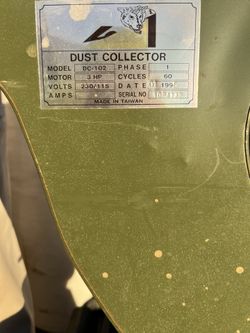 DUST COLLECTOR
MODEL DC-102 PHASE 1
MOTOR 3 HP CYCLES 60
VOLTS 230/115 DATE
AMPS SERIAL NO
MADE IN TAIWAN